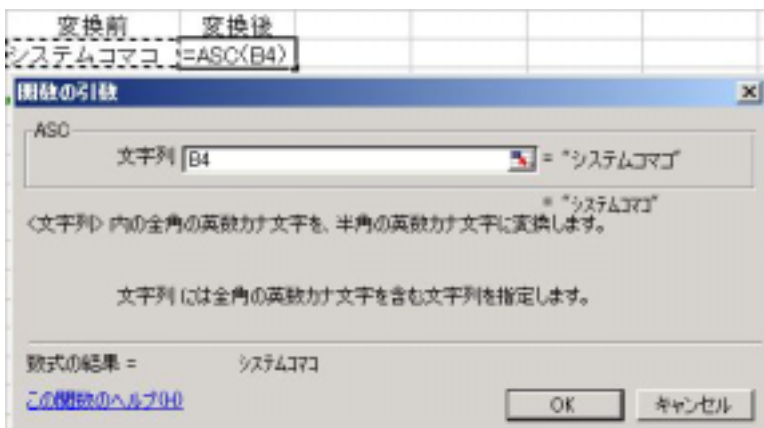 変換前 変換後
システムコマコ =ASC(B4)
関数の引数
ASC
文字列 B4 = "システムコマコ"
= "ｼｽﾃﾑｺﾏｺ"
<文字列> 内の全角の英数カナ文字を、半角の英数カナ文字に変換します。
文字列 には全角の英数カナ文字を含む文字列を指定します。
数式の結果 = ｼｽﾃﾑｺﾏｺ
この関数のヘルプ(H)
OK キャンセル